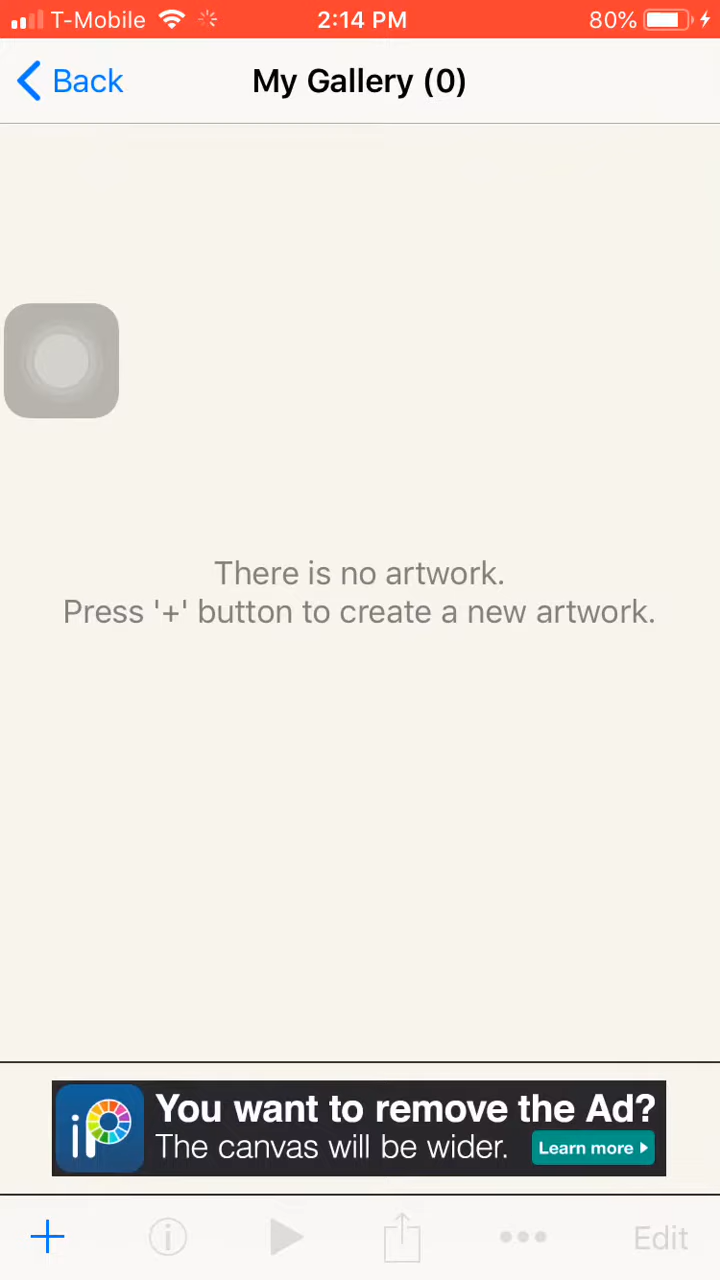 T-Mobile 2:14 PM 80%
Back My Gallery (0)
There is no artwork.
Press '+' button to create a new artwork.
iP You want to remove the Ad?
The canvas will be wider. Learn more
Edit